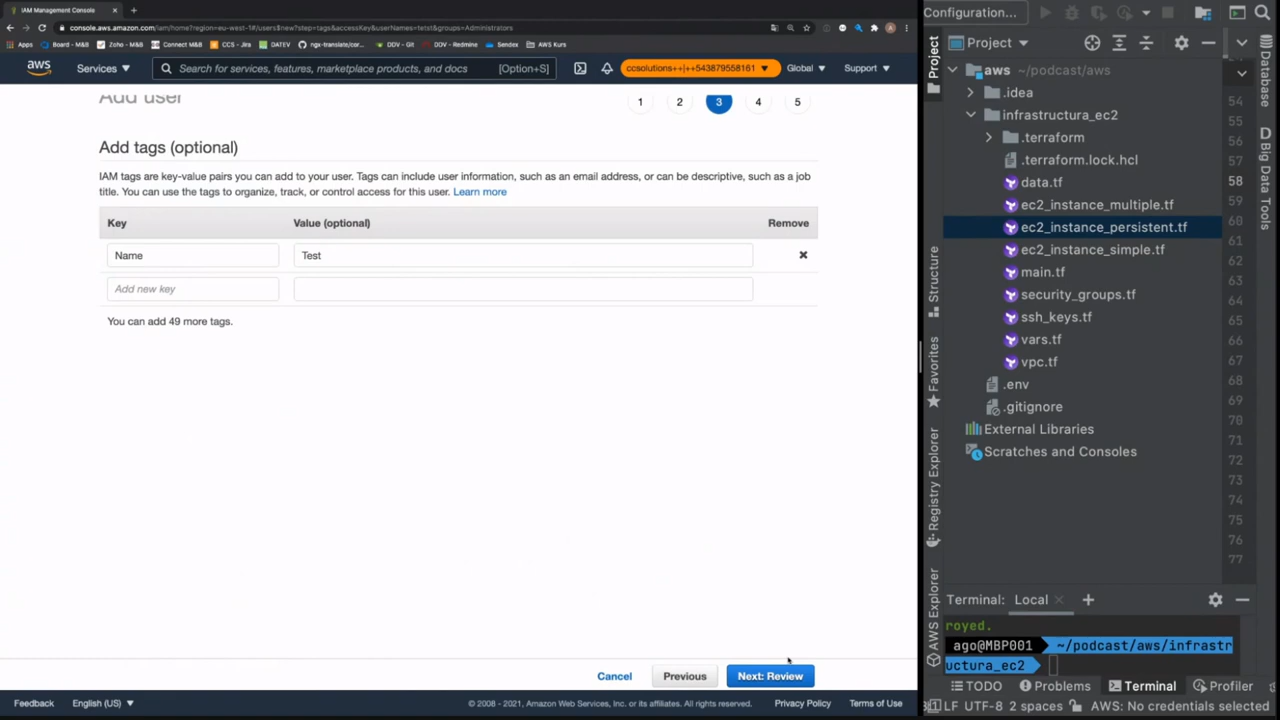 IAM Management Console
console.aws.amazon.com/iam/home?region=eu-west-1#/users$new?step=tags&accessKey&userNames=tetst&groups=Administrators
Apps
Board - M&B
Zoho - M&B
Connect M&B
CCS - Jira
DATEV
ngx-translate/cor...
DDV - Git
DDV - Redmine
Sendex
AWS Kurs
aws
Services
Search for services, features, marketplace products, and docs
[Option+S]
ccsolutions++|++543879558161
Global
Support
Add user
1
2
3
4
5
Add tags (optional)
IAM tags are key-value pairs you can add to your user. Tags can include user information, such as an email address, or can be descriptive, such as a job
title. You can use the tags to organize, track, or control access for this user. Learn more
Key
Value (optional)
Remove
Name
Test
Add new key
You can add 49 more tags.
Cancel
Previous
Next: Review
Feedback
English (US)
© 2008 - 2021, Amazon Web Services, Inc. or its affiliates. All rights reserved.
Privacy Policy
Terms of Use
Configuration...
Project
aws ~/podcast/aws
.idea
infrastructura_ec2
.terraform
.terraform.lock.hcl
data.tf
ec2_instance_multiple.tf
ec2_instance_persistent.tf
ec2_instance_simple.tf
main.tf
security_groups.tf
ssh_keys.tf
vars.tf
vpc.tf
.env
.gitignore
External Libraries
Scratches and Consoles
54
55
56
57
58
59
60
61
62
63
64
65
66
67
68
69
70
71
72
73
74
75
76
77
Project
Structure
Favorites
Registry Explorer
AWS Explorer
Database
Big Data Tools
Terminal:
Local
royed.
ago@MBP001
~/podcast/aws/infrastr
uctura_ec2
TODO
Problems
Terminal
Profiler
LF
UTF-8
2 spaces
AWS: No credentials selected